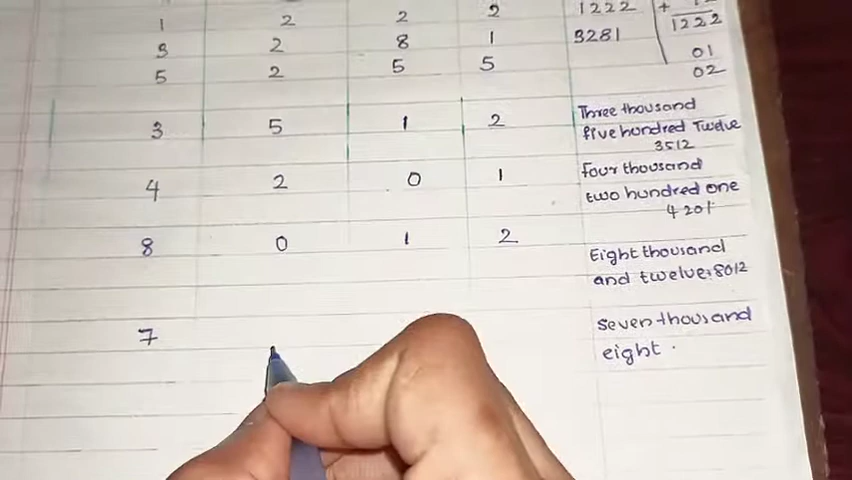 1 2 2 2 1222 +
1222
3 2 8 1 3281
01
5 2 5 5
02
Three thousand
3 5 1 2 five hundred Twelve
3512
four thousand
4 2 0 1 two hundred one
4201
8 0 1 2 Eight thousand
and twelve:8012
7 seven thousand
eight .